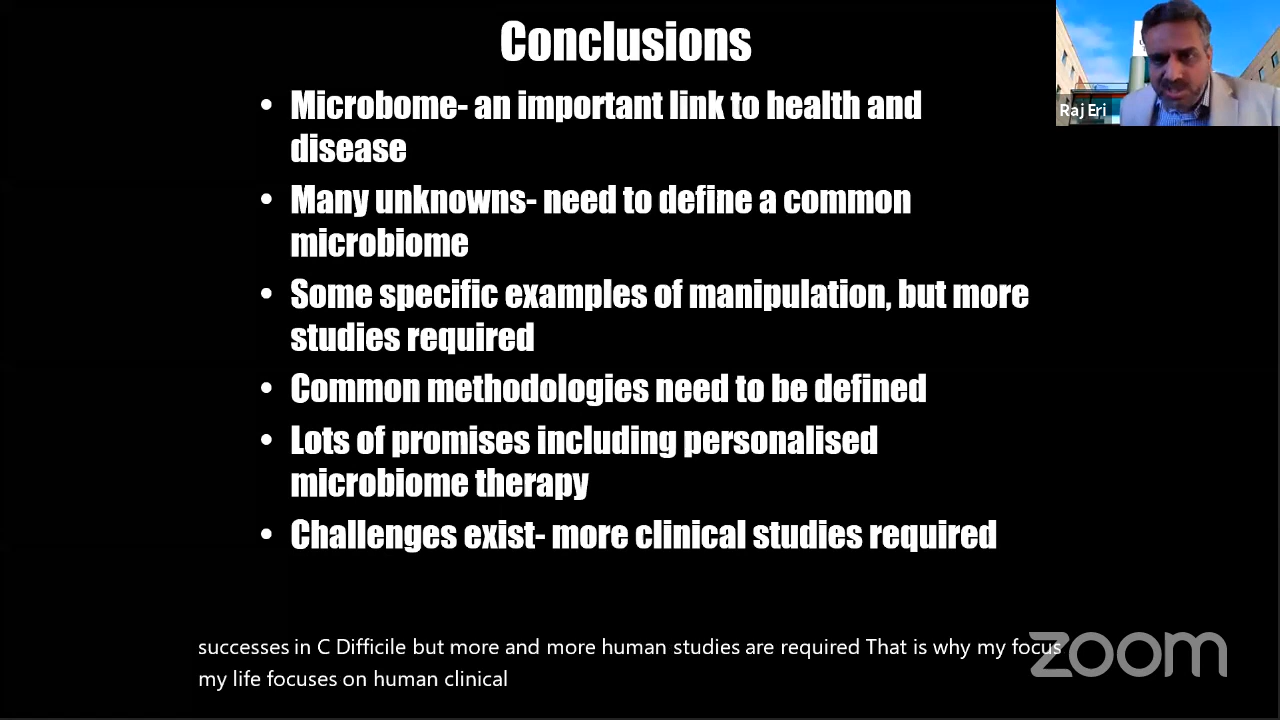 Conclusions
• Microbome- an important link to health and
disease
• Many unknowns- need to define a common
microbiome
• Some specific examples of manipulation, but more
studies required
• Common methodologies need to be defined
• Lots of promises including personalised
microbiome therapy
• Challenges exist- more clinical studies required
Raj Eri
successes in C Difficile but more and more human studies are required That is why my focus
my life focuses on human clinical
zoom